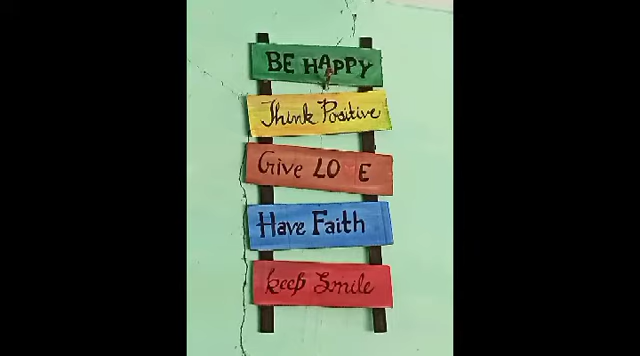 BE HAPPY
Think Positive
Give LO E
Have Faith
keep Smile